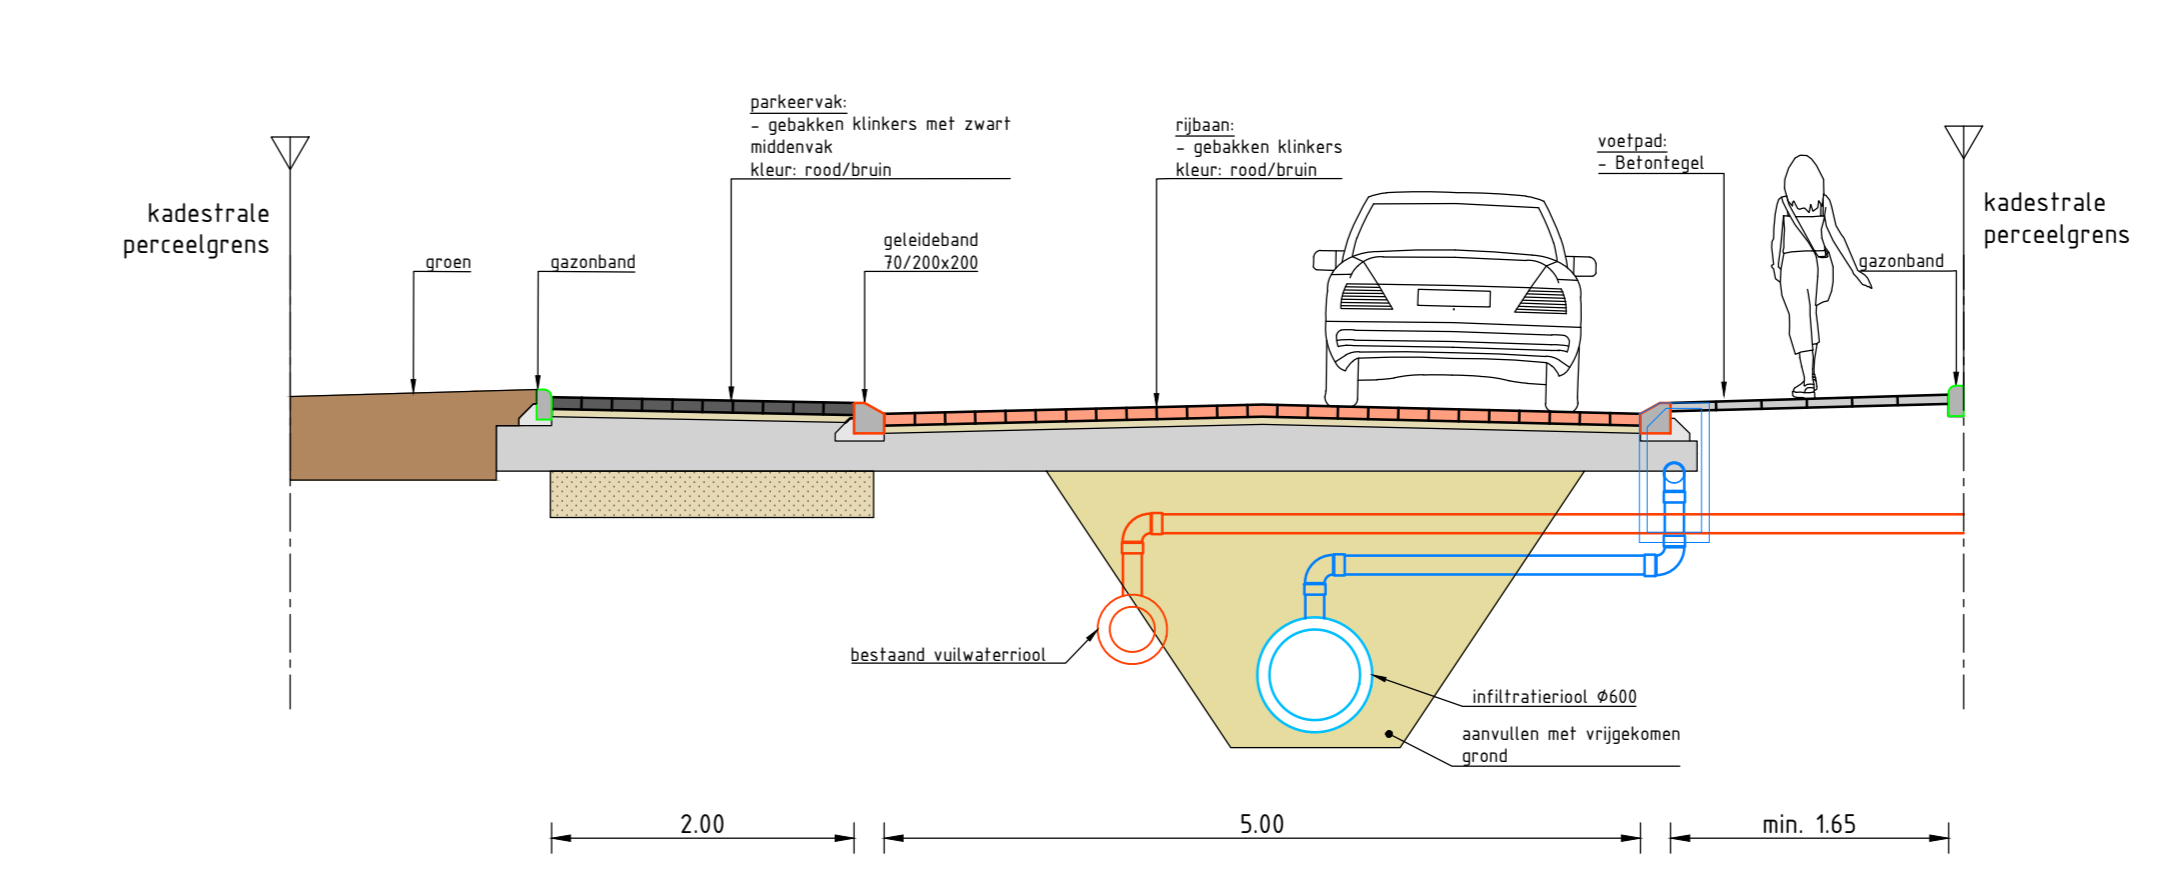 parkeervak:
- gebakken klinkers met zwart
middenvak
kleur: rood/bruin
rijbaan:
- gebakken klinkers
kleur: rood/bruin
voetpad:
- Betontegel
kadestrale
perceelgrens
kadestrale
perceelgrens
groen
gazonband
geleideband
70/200x200
gazonband
bestaand vuilwaterriool
infiltratieriool Ø600
aanvullen met vrijgekomen
grond
2.00
5.00
min. 1.65